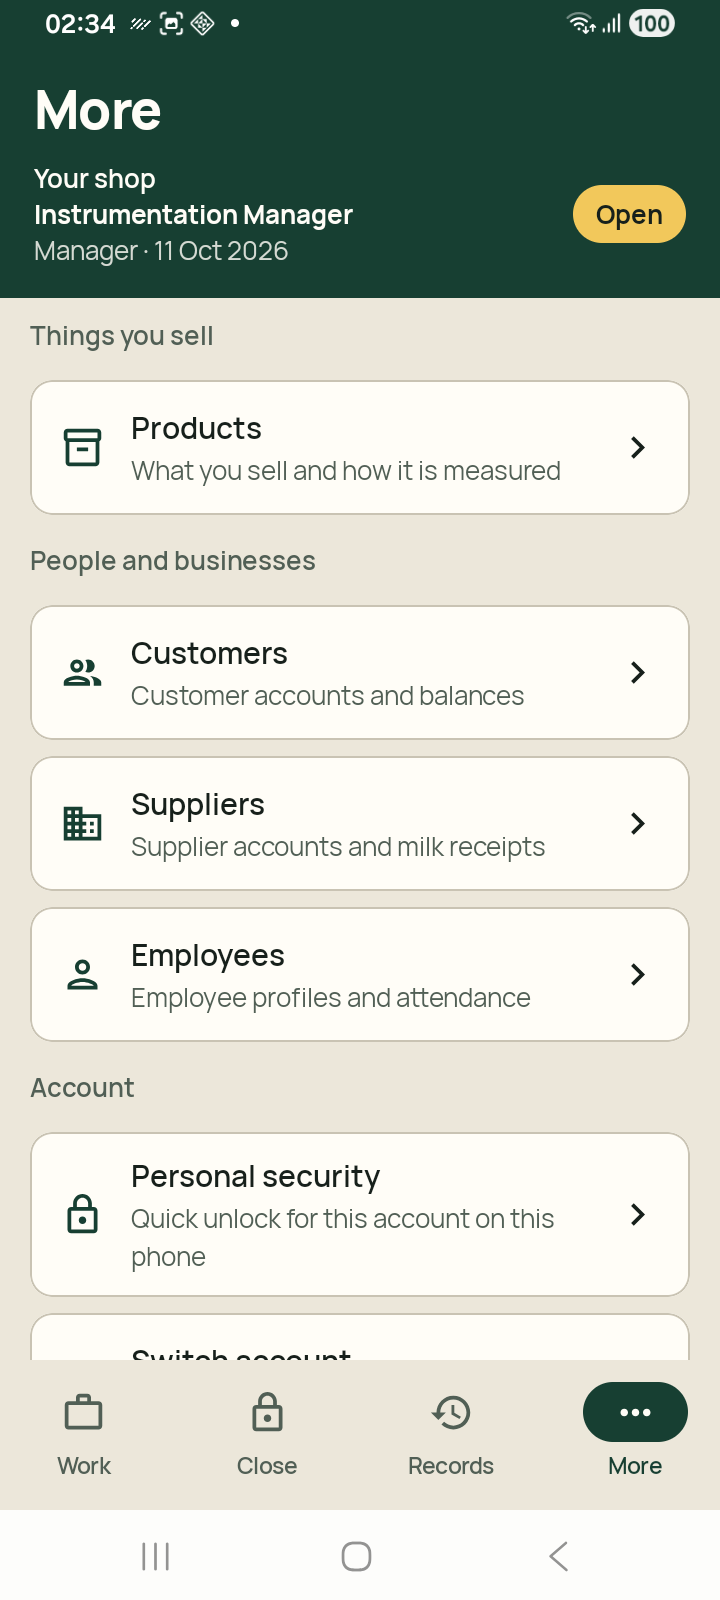 02:34
100
More
Your shop
Instrumentation Manager
Manager · 11 Oct 2026
Open
Things you sell
Products
What you sell and how it is measured
People and businesses
Customers
Customer accounts and balances
Suppliers
Supplier accounts and milk receipts
Employees
Employee profiles and attendance
Account
Personal security
Quick unlock for this account on this
phone
Switch account
Work
Close
Records
More